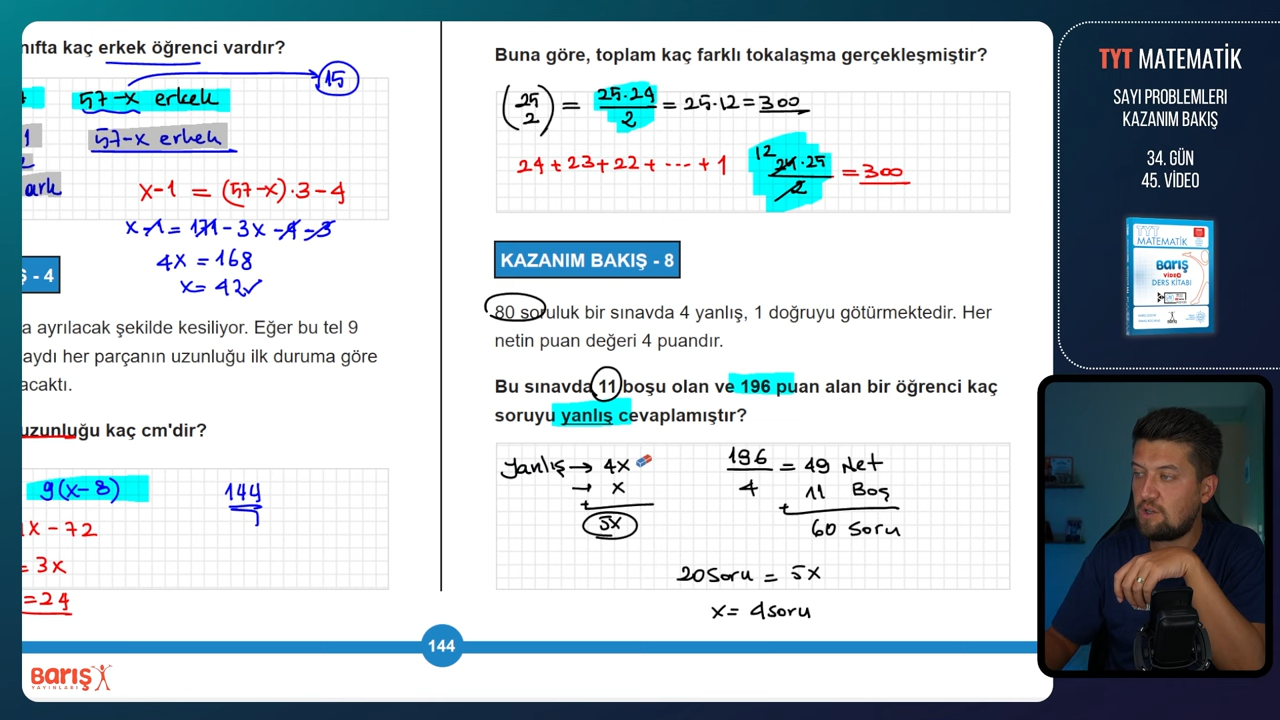 nıfta kaç erkek öğrenci vardır?
15
57-x erkek
57-x erkek
1
2
ark
x-1 = (57-x)·3-4
x-1 = 171-3x-4-3
4x = 168
x= 42✓
Ş - 4
a ayrılacak şekilde kesiliyor. Eğer bu tel 9
aydı her parçanın uzunluğu ilk duruma göre
acaktı.
uzunluğu kaç cm'dir?
9(x-8)
144
x-72
= 3x
=24
Buna göre, toplam kaç farklı tokalaşma gerçekleşmiştir?
(25 2) = 25·24 / 2 = 25·12 = 300
24+23+22+ ··· +1 12 24·25 / 2 = 300
KAZANIM BAKIŞ - 8
80 soruluk bir sınavda 4 yanlış, 1 doğruyu götürmektedir. Her
netin puan değeri 4 puandır.
Bu sınavda 11 boşu olan ve 196 puan alan bir öğrenci kaç
soruyu yanlış cevaplamıştır?
Yanlış → 4x
→ x
+
5x
196 / 4 = 49 Net
11 Boş
+
60 Soru
20 Soru = 5x
x= 4 soru
144
BARIŞ
YAYINLARI
TYT MATEMATİK
SAYI PROBLEMLERI
KAZANIM BAKIŞ
34. GÜN
45. VİDEO
TYT
MATEMATİK
BARIŞ
VİDEO
DERS KİTABI